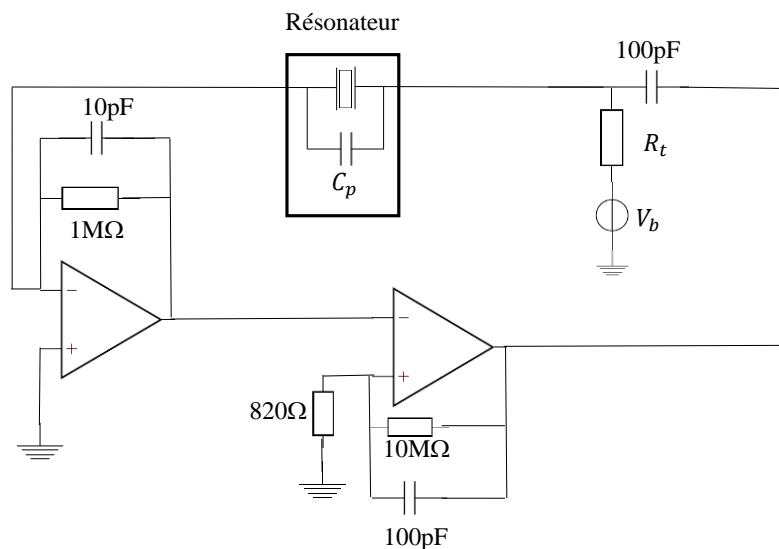 Résonateur
100pF
10pF
R_t
C_p
1MΩ
V_b
−
+
−
+
820Ω
10MΩ
100pF